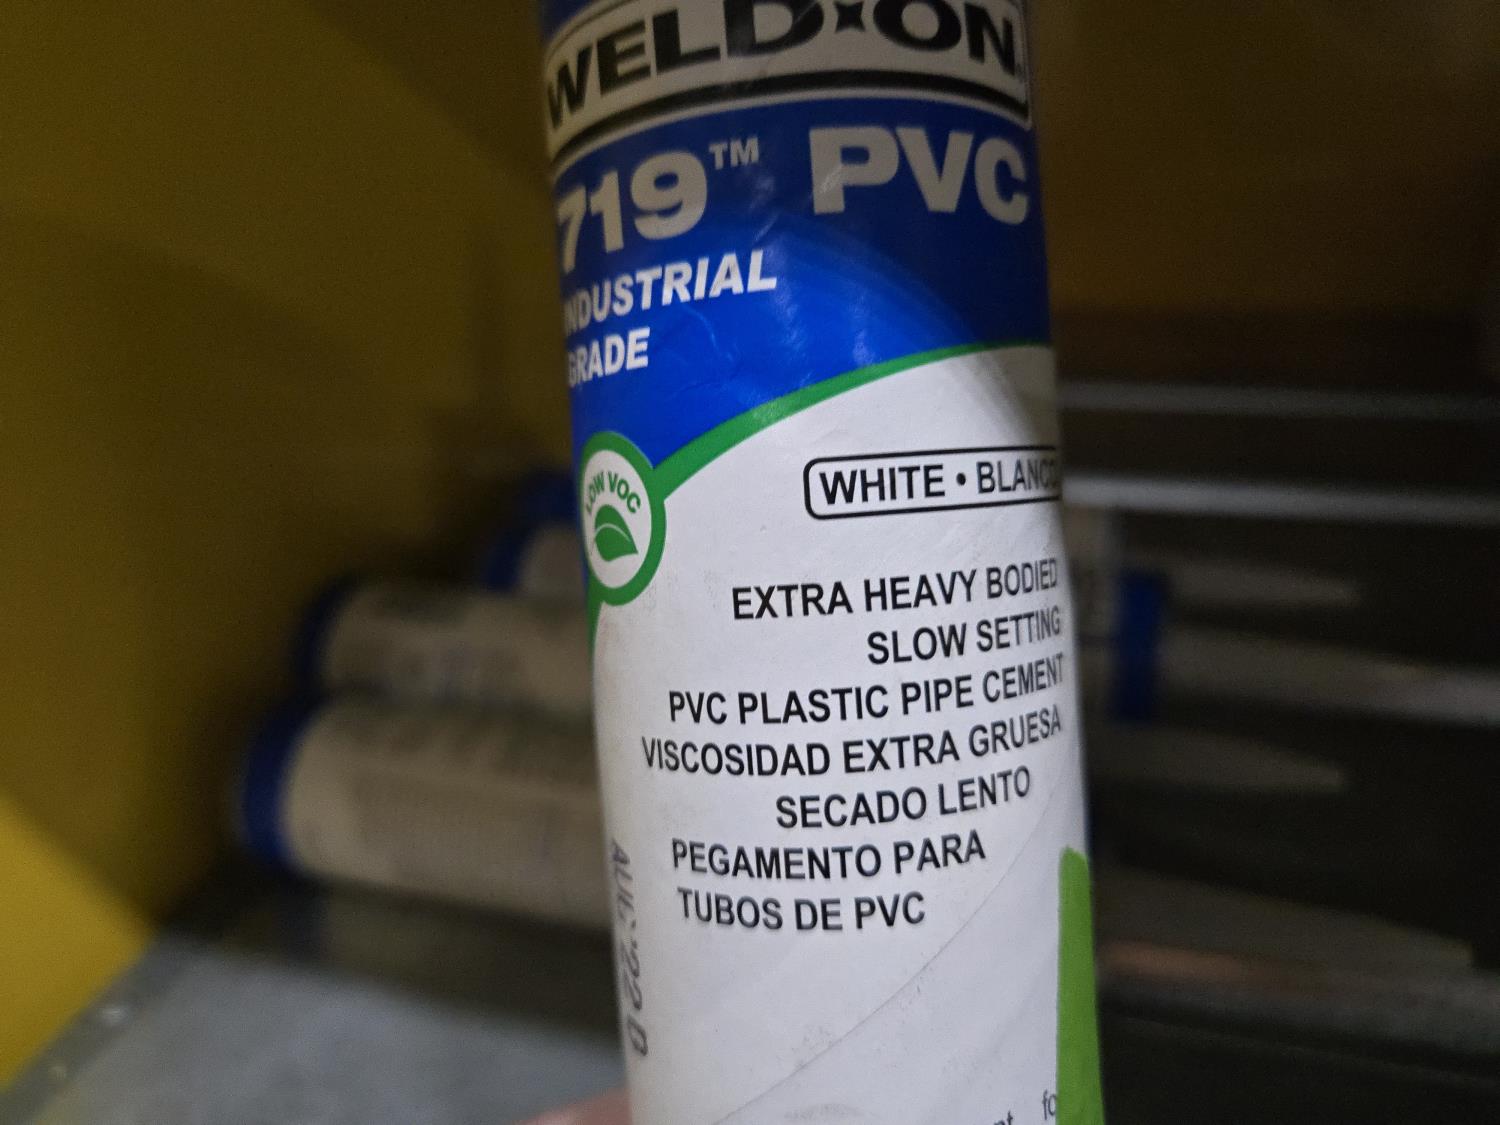 WELD-ON
719™ PVC
INDUSTRIAL
GRADE
LOW VOC
WHITE • BLANCO
EXTRA HEAVY BODIED
SLOW SETTING
PVC PLASTIC PIPE CEMENT
VISCOSIDAD EXTRA GRUESA
SECADO LENTO
PEGAMENTO PARA
TUBOS DE PVC